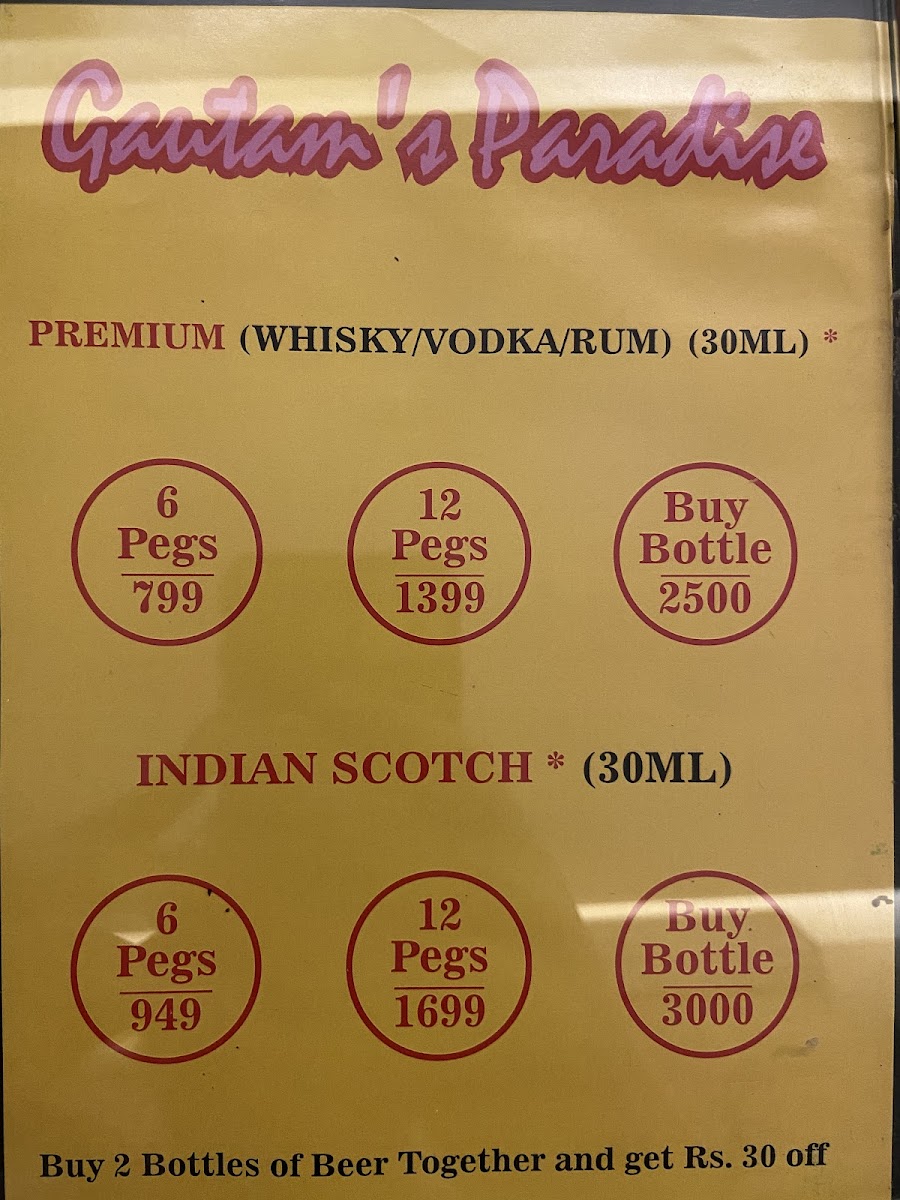 Gautam's Paradise
PREMIUM (WHISKY/VODKA/RUM) (30ML) *
6
Pegs
799
12
Pegs
1399
Buy
Bottle
2500
INDIAN SCOTCH * (30ML)
6
Pegs
949
12
Pegs
1699
Buy
Bottle
3000
Buy 2 Bottles of Beer Together and get Rs. 30 off